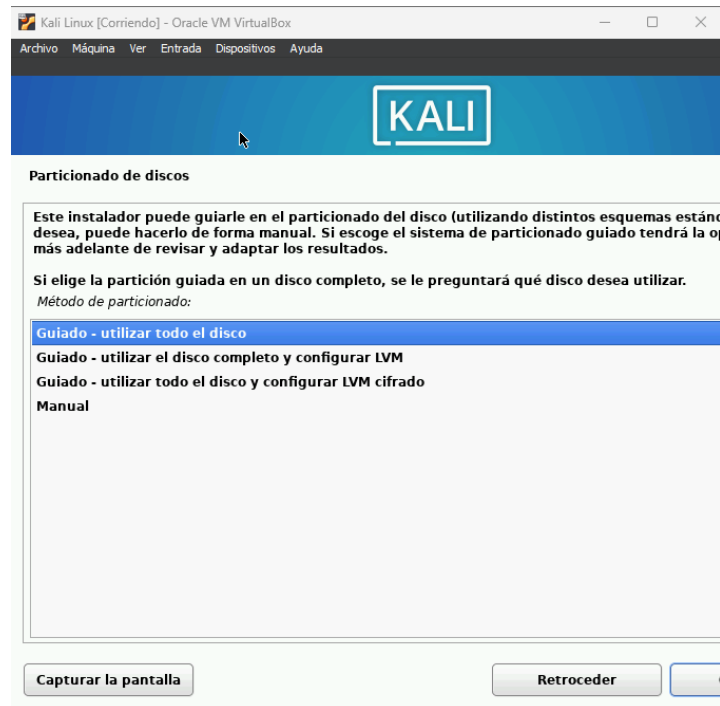 Kali Linux [Corriendo] - Oracle VM VirtualBox
Archivo Máquina Ver Entrada Dispositivos Ayuda
KALI
Particionado de discos
Este instalador puede guiarle en el particionado del disco (utilizando distintos esquemas
desea, puede hacerlo de forma manual. Si escoge el sistema de particionado guiado tendrá la
más adelante de revisar y adaptar los resultados.
Si elige la partición guiada en un disco completo, se le preguntará qué disco desea utilizar.
Método de particionado:
Guiado - utilizar todo el disco
Guiado - utilizar el disco completo y configurar LVM
Guiado - utilizar todo el disco y configurar LVM cifrado
Manual
Capturar la pantalla
Retroceder